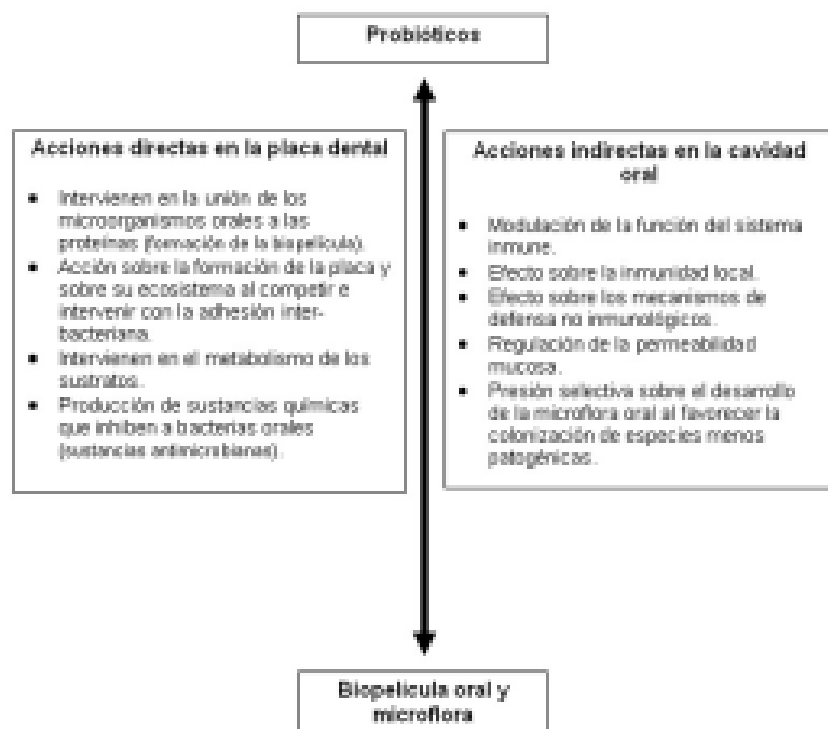 Probióticos
Acciones directas en la placa dental
● Intervienen en la unión de los
microorganismos orales a las
proteínas (formación de la biopelícula).
● Acción sobre la formación de la placa y
sobre su ecosistema al competir e
intervenir con la adhesión inter-
bacteriana.
● Intervienen en el metabolismo de los
sustratos.
● Producción de sustancias químicas
que inhiben a bacterias orales
(sustancias antimicrobianas).
Acciones indirectas en la cavidad
oral
● Modulación de la función del sistema
inmune.
● Efecto sobre la inmunidad local.
● Efecto sobre los mecanismos de
defensa no inmunológicos.
● Regulación de la permeabilidad
mucosa.
● Presión selectiva sobre el desarrollo
de la microflora oral al favorecer la
colonización de especies menos
patogénicas.
Biopelícula oral y
microflora